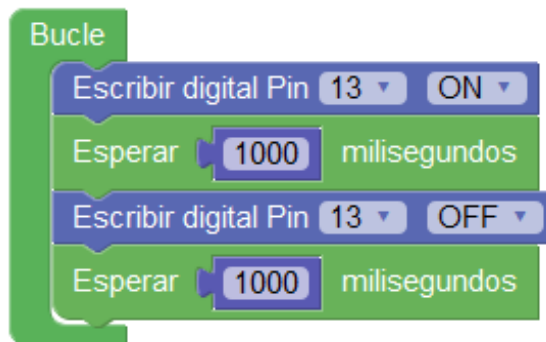 Bucle
Escribir digital Pin 13 ON
Esperar 1000 milisegundos
Escribir digital Pin 13 OFF
Esperar 1000 milisegundos